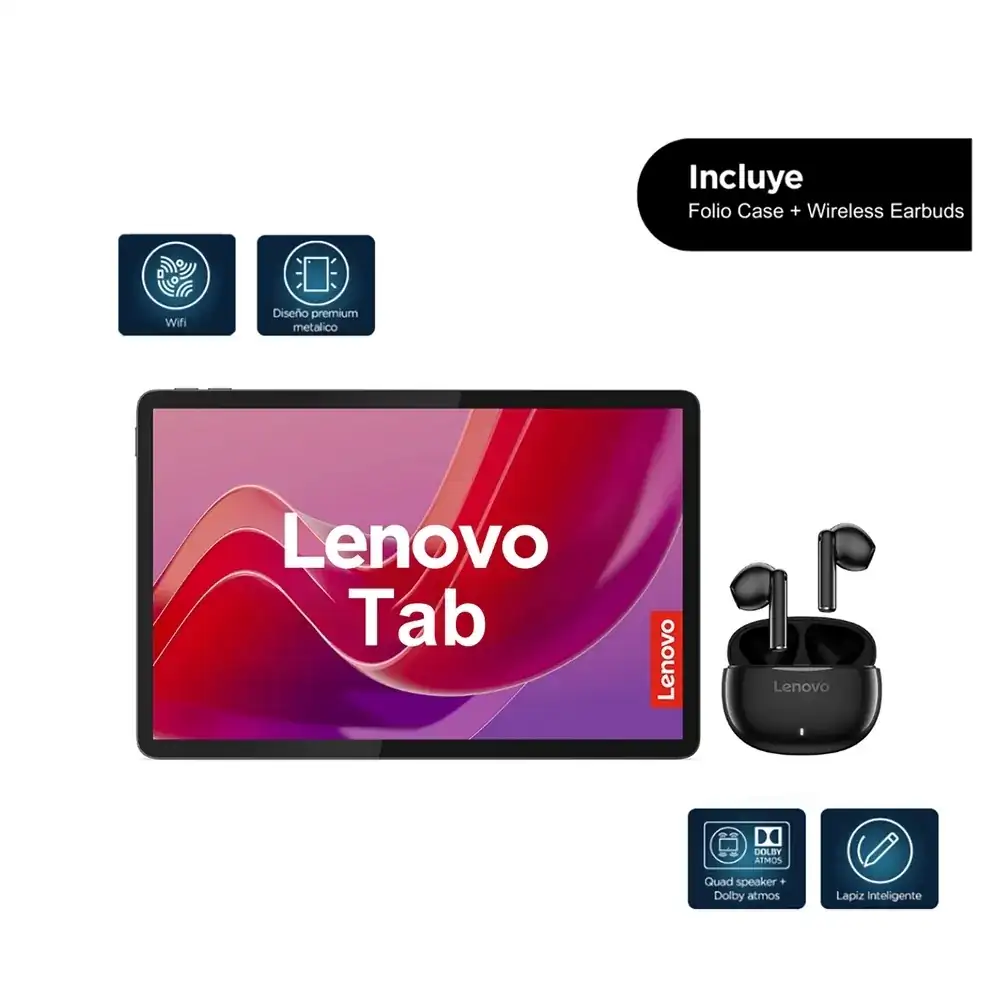 Incluye
Folio Case + Wireless Earbuds
Wifi
Diseño premium
metalico
Lenovo
Tab
Lenovo
Lenovo
DOLBY
ATMOS
Quad speaker +
Dolby atmos
Lapiz Inteligente